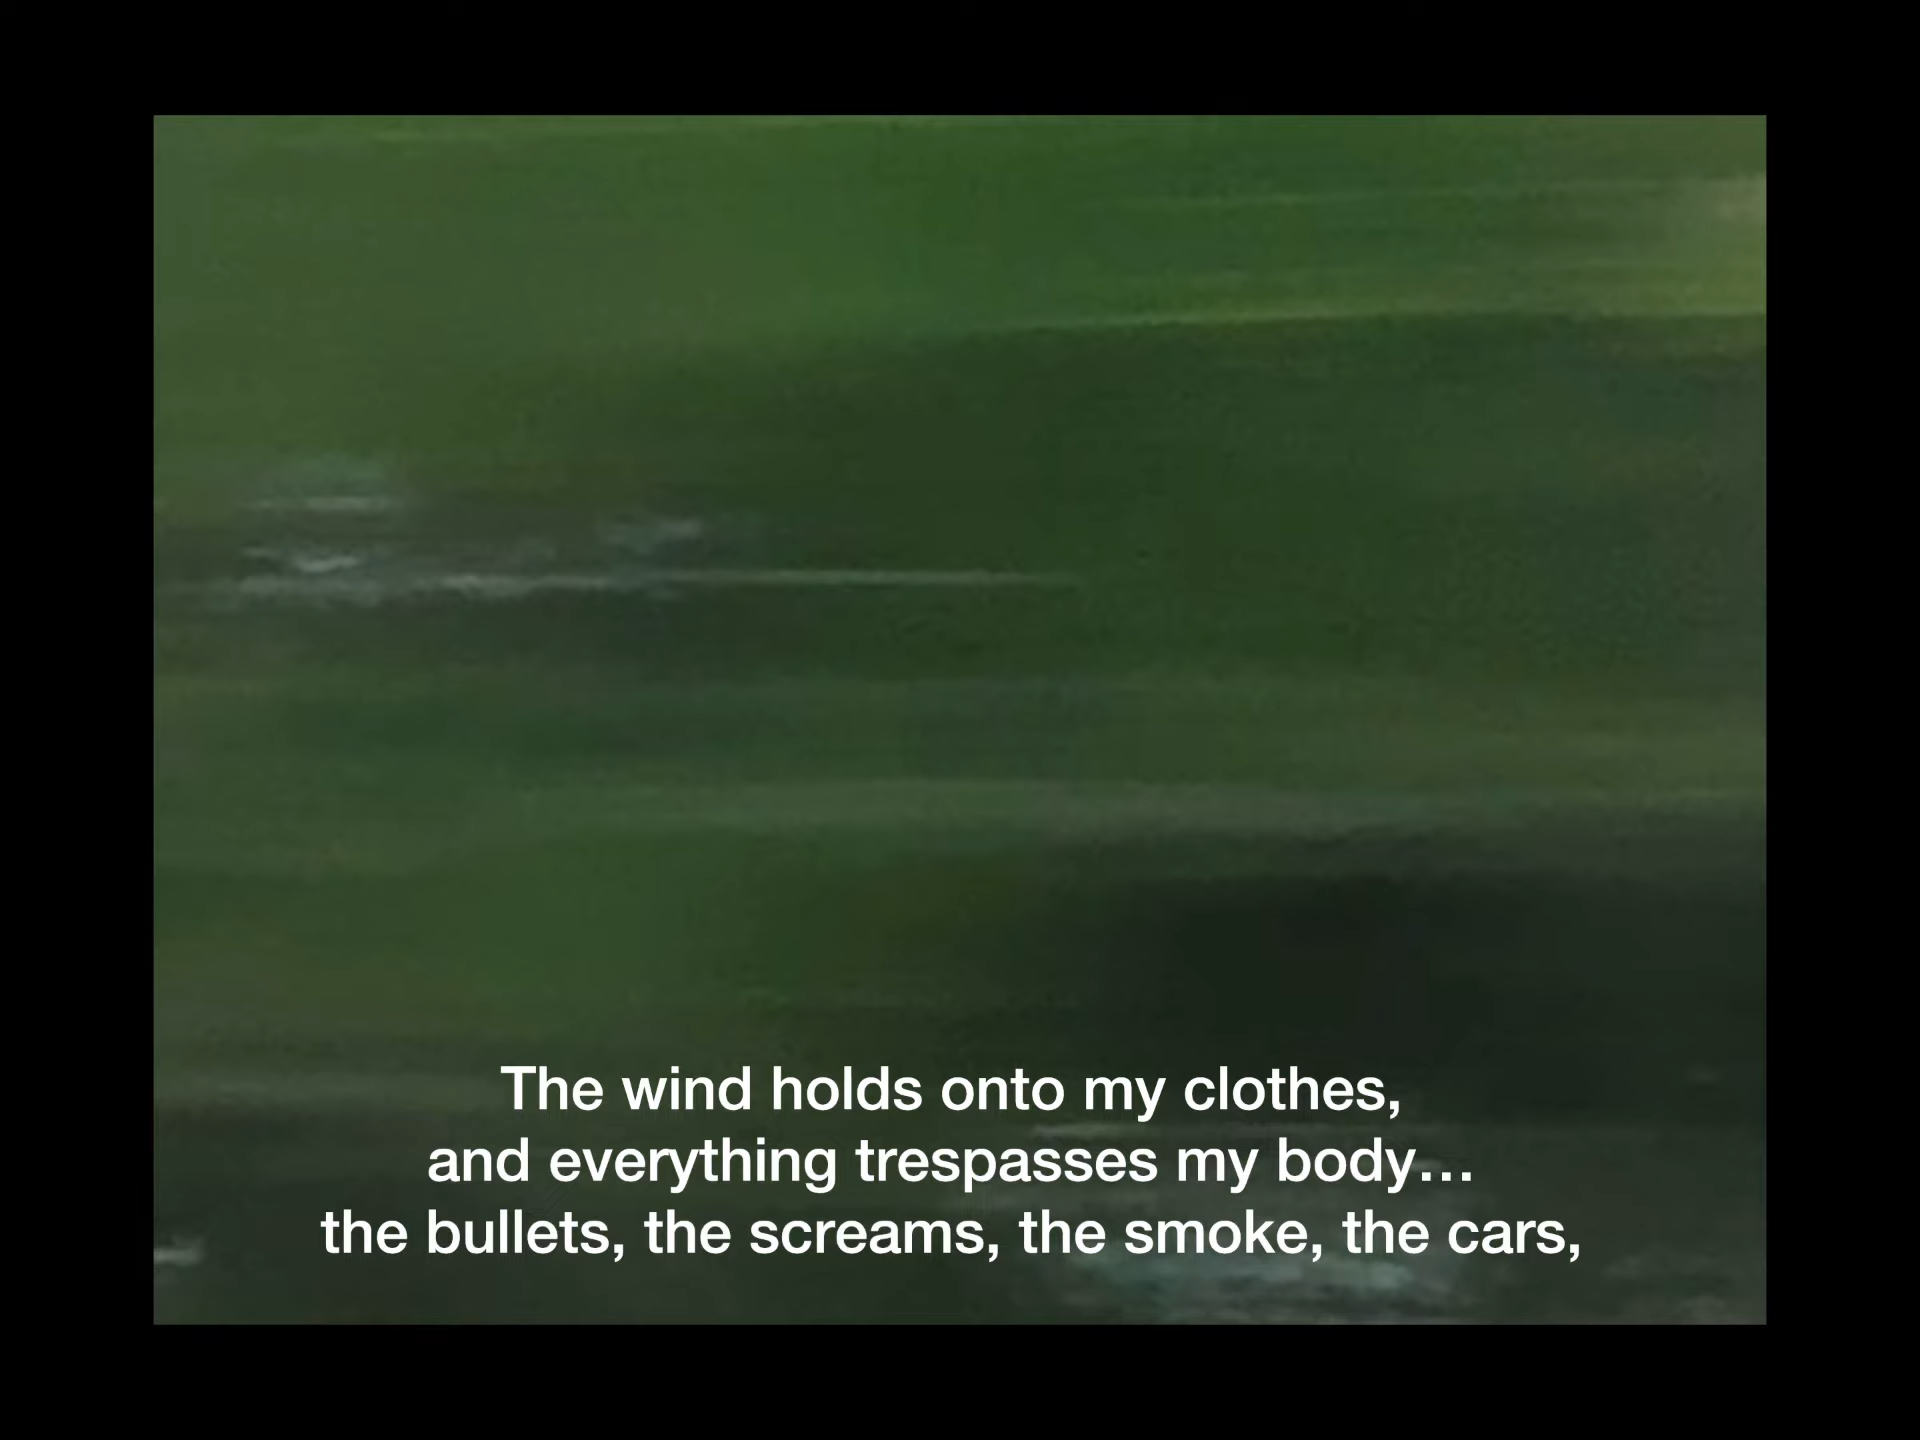 The wind holds onto my clothes,
and everything trespasses my body…
the bullets, the screams, the smoke, the cars,